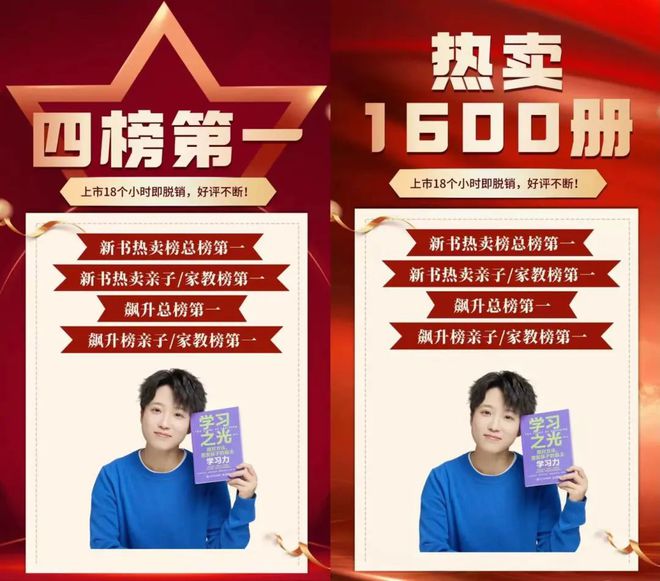 四榜第一
上市18个小时即脱销，好评不断！
新书热卖榜总榜第一
新书热卖亲子/家教榜第一
飙升总榜第一
飙升榜亲子/家教榜第一
学习
之光
学习力
热卖
1600册
上市18个小时即脱销，好评不断！
新书热卖榜总榜第一
新书热卖亲子/家教榜第一
飙升总榜第一
飙升榜亲子/家教榜第一
学习
之光
学习力